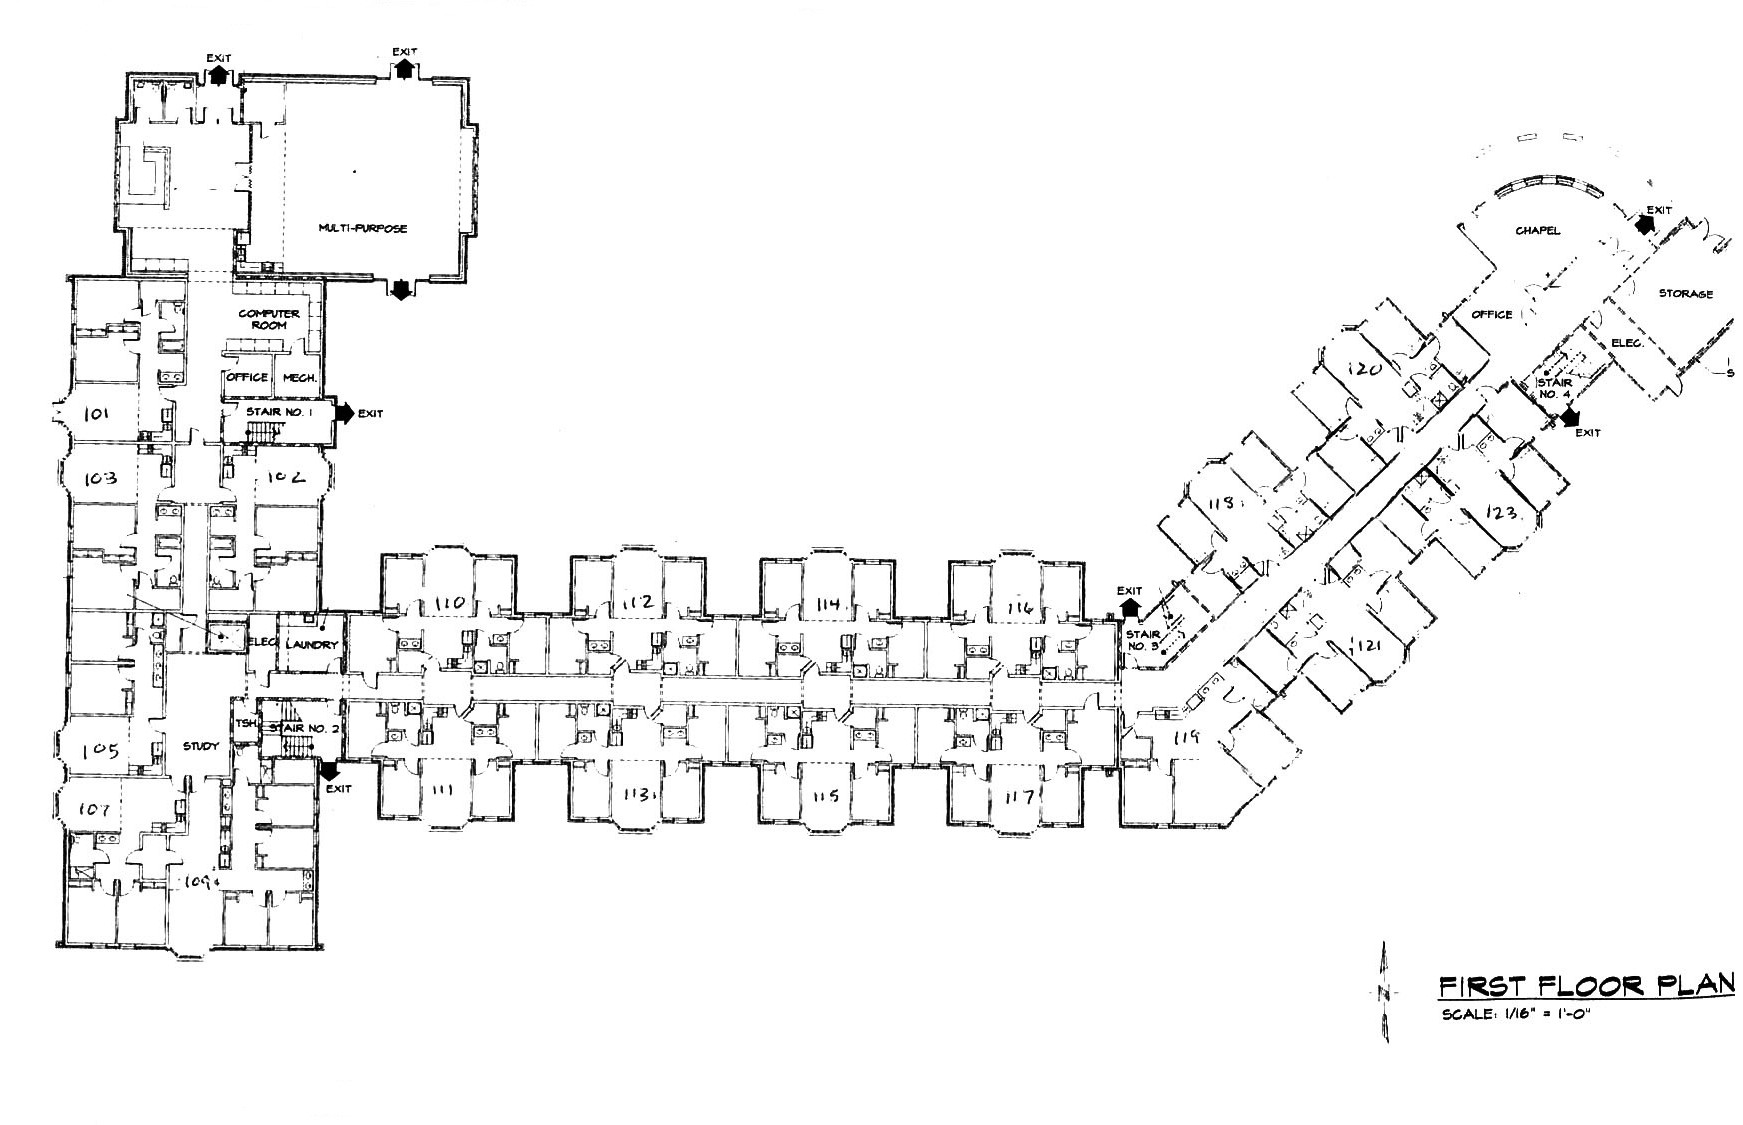 EXIT
EXIT
MULTI-PURPOSE
EXIT
CHAPEL
STORAGE
COMPUTER
ROOM
OFFICE
ELEC.
OFFICE
MECH.
120
STAIR
NO. 4
101
STAIR NO. 1
EXIT
EXIT
103
102
118
123
110
112
114
116
EXIT
ELEC
LAUNDRY
STAIR
NO. 3
121
TSH
STAIR NO. 2
105
STUDY
119
EXIT
111
113
115
117
107
109
N
FIRST FLOOR PLAN
SCALE: 1/16" = 1'-0"